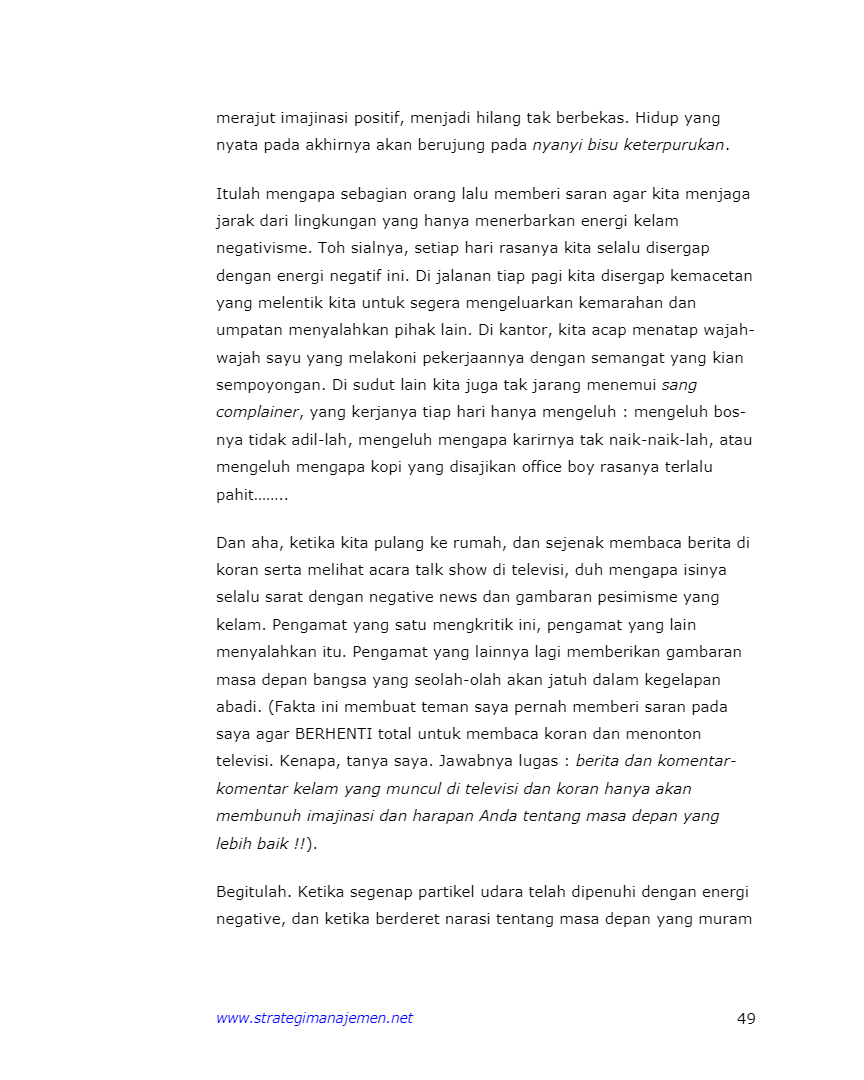 merajut imajinasi positif, menjadi hilang tak berbekas. Hidup yang
nyata pada akhirnya akan berujung pada nyanyi bisu keterpurukan.
Itulah mengapa sebagian orang lalu memberi saran agar kita menjaga
jarak dari lingkungan yang hanya menerbarkan energi kelam
negativisme. Toh sialnya, setiap hari rasanya kita selalu disergap
dengan energi negatif ini. Di jalanan tiap pagi kita disergap kemacetan
yang melentik kita untuk segera mengeluarkan kemarahan dan
umpatan menyalahkan pihak lain. Di kantor, kita acap menatap wajah-
wajah sayu yang melakoni pekerjaannya dengan semangat yang kian
sempoyongan. Di sudut lain kita juga tak jarang menemui sang
complainer, yang kerjanya tiap hari hanya mengeluh : mengeluh bos-
nya tidak adil-lah, mengeluh mengapa karirnya tak naik-naik-lah, atau
mengeluh mengapa kopi yang disajikan office boy rasanya terlalu
pahit……..
Dan aha, ketika kita pulang ke rumah, dan sejenak membaca berita di
koran serta melihat acara talk show di televisi, duh mengapa isinya
selalu sarat dengan negative news dan gambaran pesimisme yang
kelam. Pengamat yang satu mengkritik ini, pengamat yang lain
menyalahkan itu. Pengamat yang lainnya lagi memberikan gambaran
masa depan bangsa yang seolah-olah akan jatuh dalam kegelapan
abadi. (Fakta ini membuat teman saya pernah memberi saran pada
saya agar BERHENTI total untuk membaca koran dan menonton
televisi. Kenapa, tanya saya. Jawabnya lugas : berita dan komentar-
komentar kelam yang muncul di televisi dan koran hanya akan
membunuh imajinasi dan harapan Anda tentang masa depan yang
lebih baik !!).
Begitulah. Ketika segenap partikel udara telah dipenuhi dengan energi
negative, dan ketika berderet narasi tentang masa depan yang muram
www.strategimanajemen.net 49